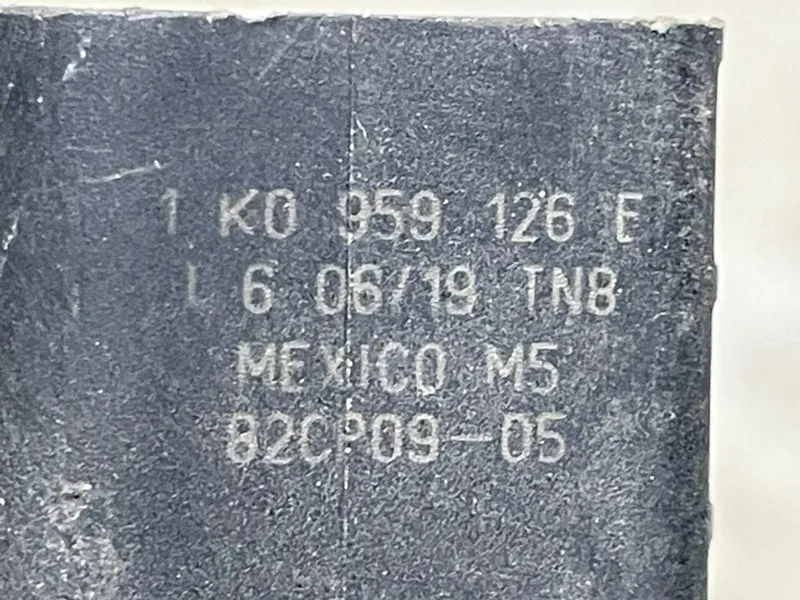 1 K0 959 126 E
L 6 06/19 TN8
MEXICO M5
82CP09-05